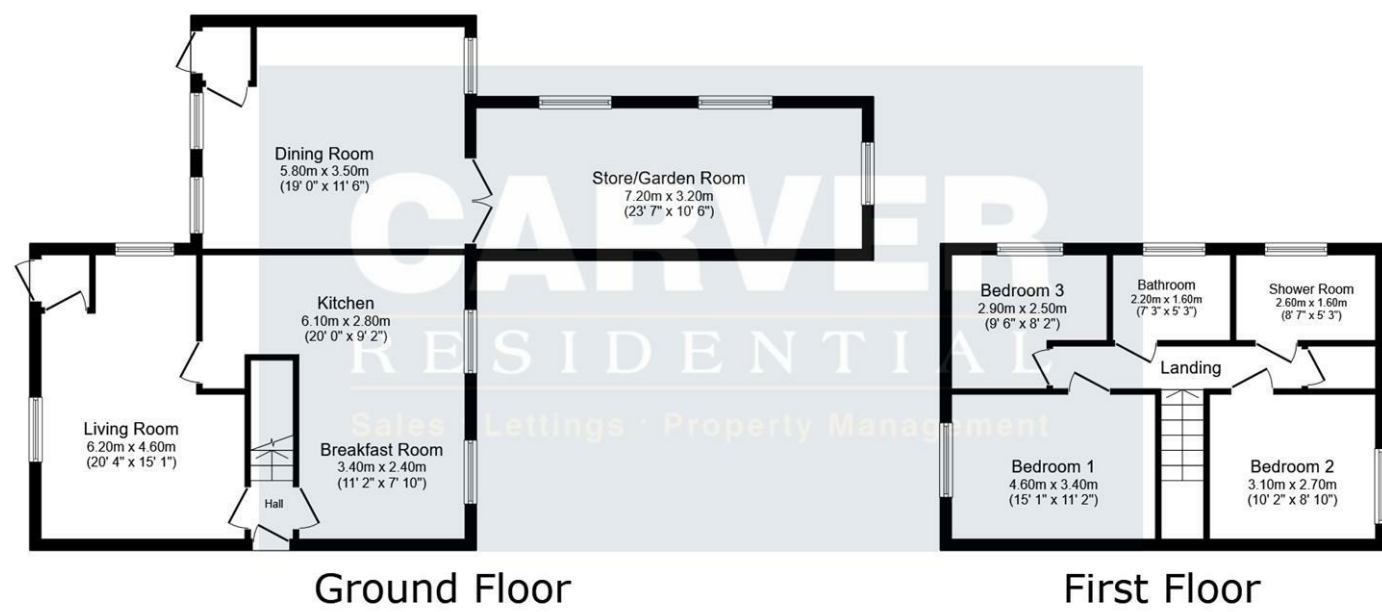 Dining Room
5.80m x 3.50m
(19' 0" x 11' 6")
Store/Garden Room
7.20m x 3.20m
(23' 7" x 10' 6")
Kitchen
6.10m x 2.80m
(20' 0" x 9' 2")
Living Room
6.20m x 4.60m
(20' 4" x 15' 1")
Breakfast Room
3.40m x 2.40m
(11' 2" x 7' 10")
Hall
Ground Floor
Bedroom 3
2.90m x 2.50m
(9' 6" x 8' 2")
Bathroom
2.20m x 1.60m
(7' 3" x 5' 3")
Shower Room
2.60m x 1.60m
(8' 7" x 5' 3")
Landing
Bedroom 1
4.60m x 3.40m
(15' 1" x 11' 2")
Bedroom 2
3.10m x 2.70m
(10' 2" x 8' 10")
First Floor
CARVER
RESIDENTIAL
Sales · Lettings · Property Management